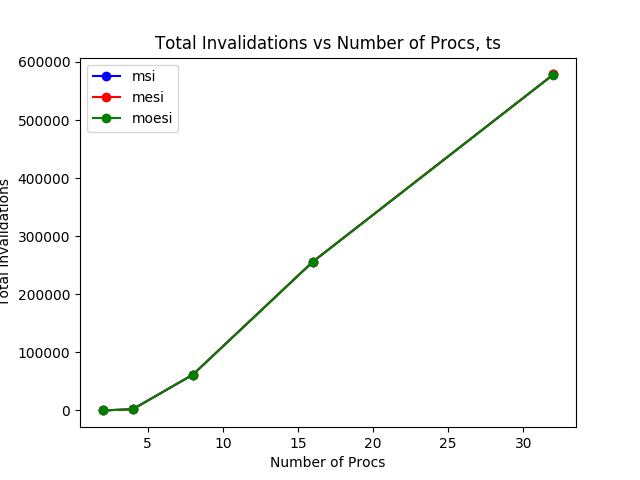 Total Invalidations vs Number of Procs, ts
msi
mesi
moesi
600000
500000
400000
300000
200000
100000
0
Total Invalidations
5
10
15
20
25
30
Number of Procs